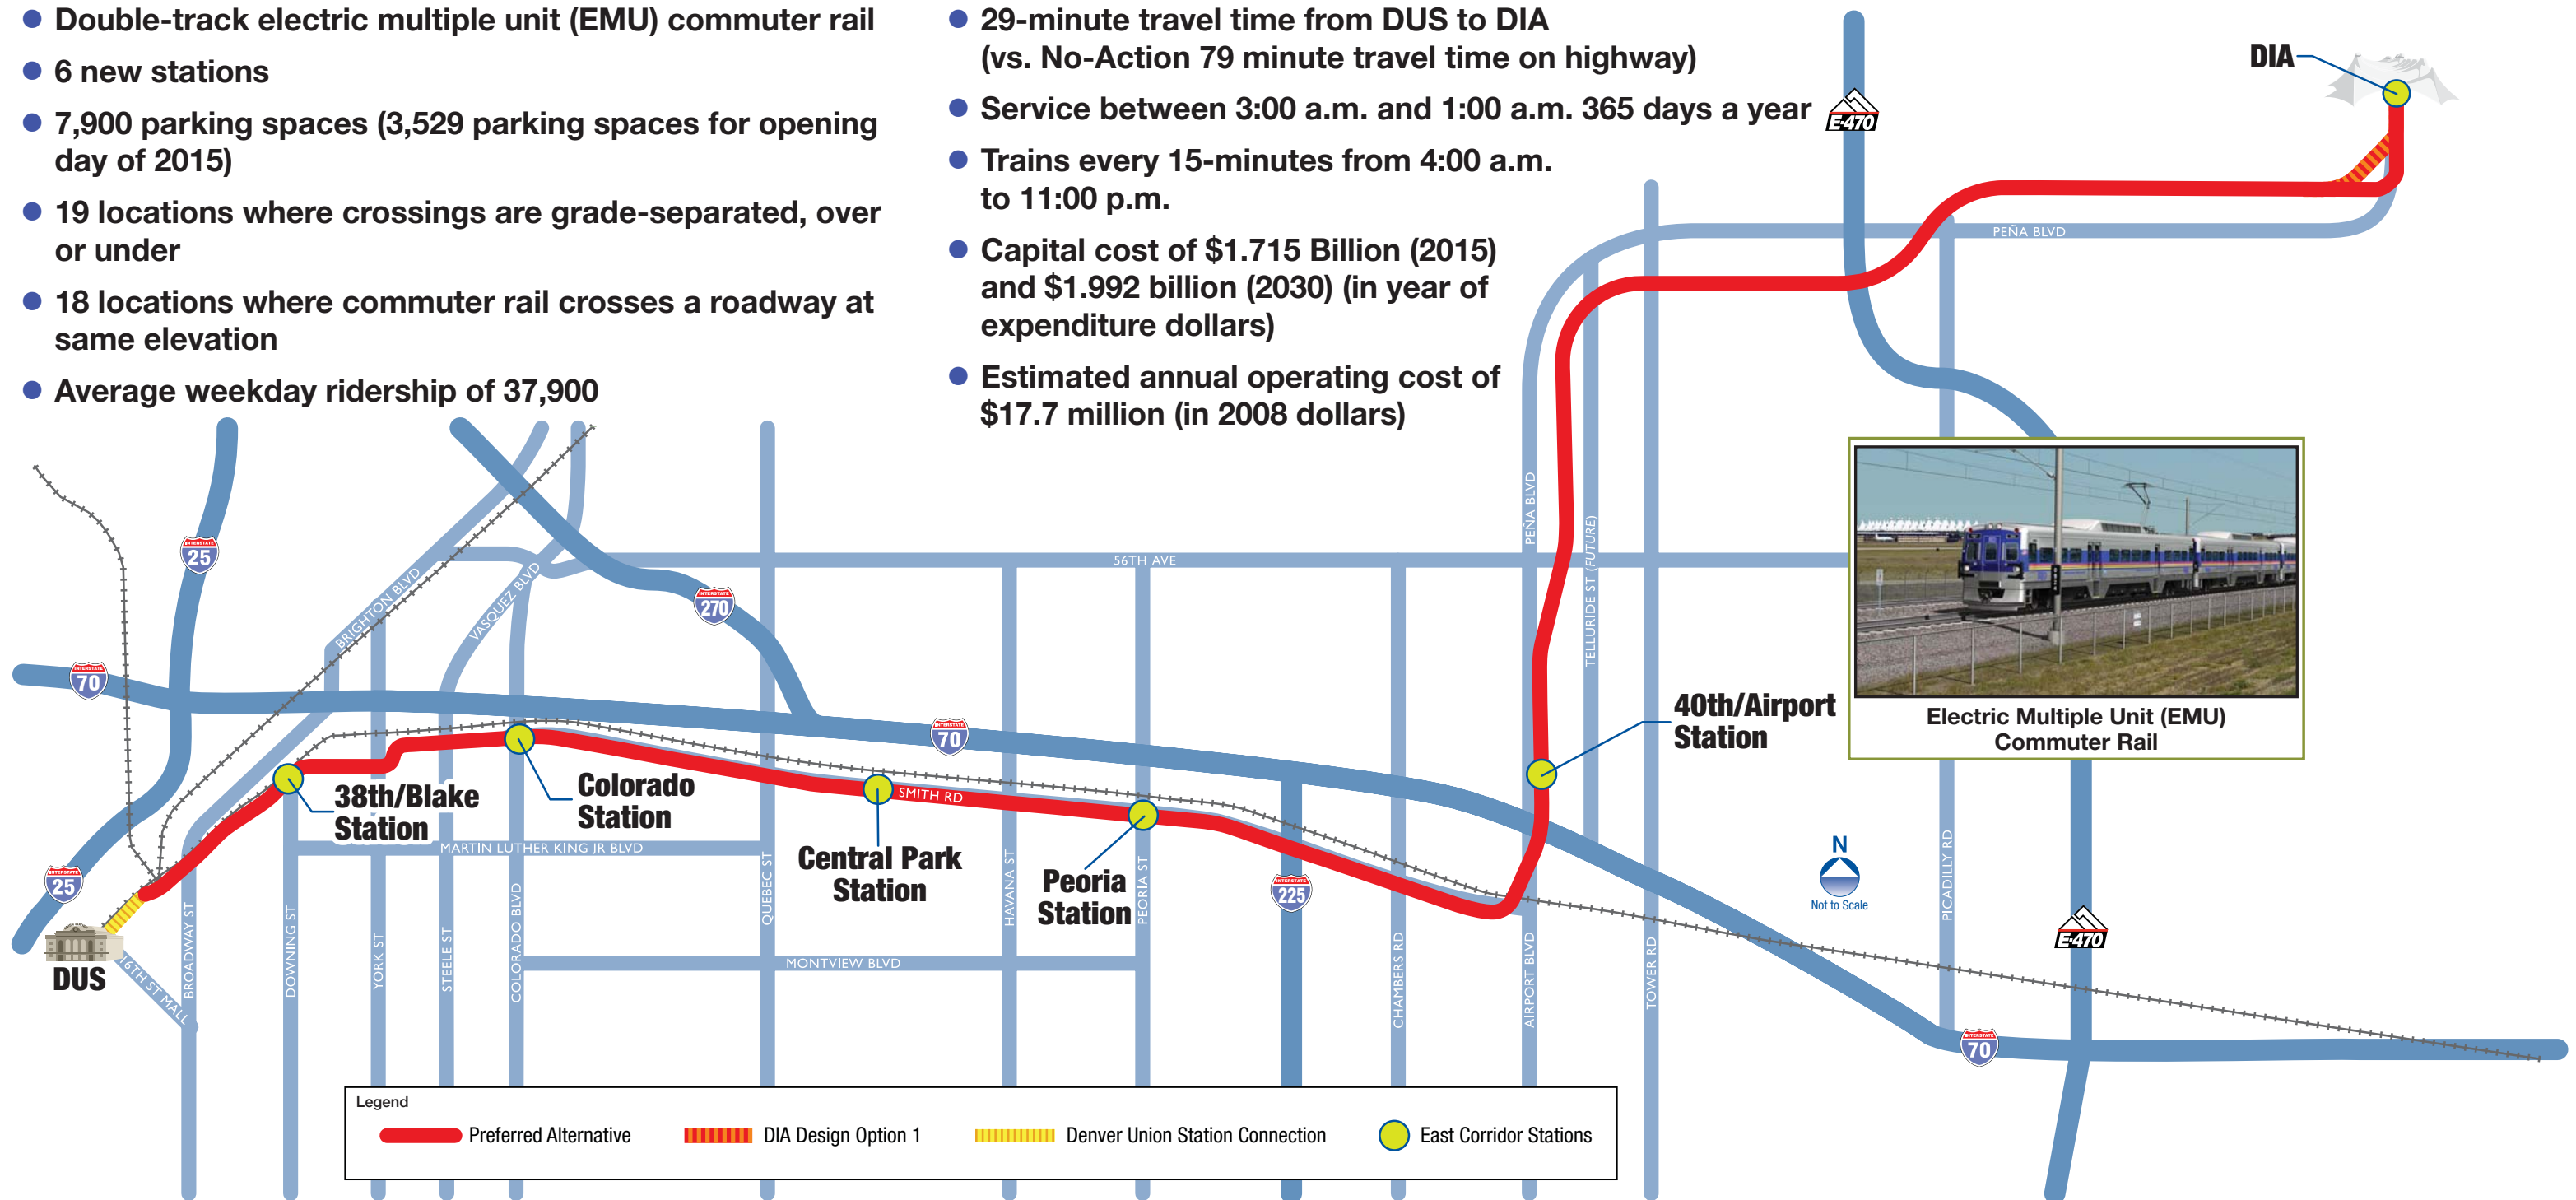 Double-track electric multiple unit (EMU) commuter rail
6 new stations
7,900 parking spaces (3,529 parking spaces for opening
day of 2015)
19 locations where crossings are grade-separated, over
or under
18 locations where commuter rail crosses a roadway at
same elevation
Average weekday ridership of 37,900
29-minute travel time from DUS to DIA
(vs. No-Action 79 minute travel time on highway)
Service between 3:00 a.m. and 1:00 a.m. 365 days a year
Trains every 15-minutes from 4:00 a.m.
to 11:00 p.m.
Capital cost of $1.715 Billion (2015)
and $1.992 billion (2030) (in year of
expenditure dollars)
Estimated annual operating cost of
$17.7 million (in 2008 dollars)
DIA
E-470
PEÑA BLVD
PEÑA BLVD
TELLURIDE ST (FUTURE)
56TH AVE
INTERSTATE
25
BRIGHTON BLVD
VASQUEZ BLVD
INTERSTATE
270
INTERSTATE
70
INTERSTATE
70
40th/Airport
Station
Electric Multiple Unit (EMU)
Commuter Rail
38th/Blake
Station
Colorado
Station
SMITH RD
MARTIN LUTHER KING JR BLVD
Central Park
Station
Peoria
Station
INTERSTATE
25
INTERSTATE
225
N
Not to Scale
DUS
16TH ST MALL
BROADWAY ST
DOWNING ST
YORK ST
STEELE ST
COLORADO BLVD
QUEBEC ST
HAVANA ST
PEORIA ST
CHAMBERS RD
AIRPORT BLVD
TOWER RD
PICADILLY RD
MONTVIEW BLVD
E-470
INTERSTATE
70
Legend
Preferred Alternative
DIA Design Option 1
Denver Union Station Connection
East Corridor Stations